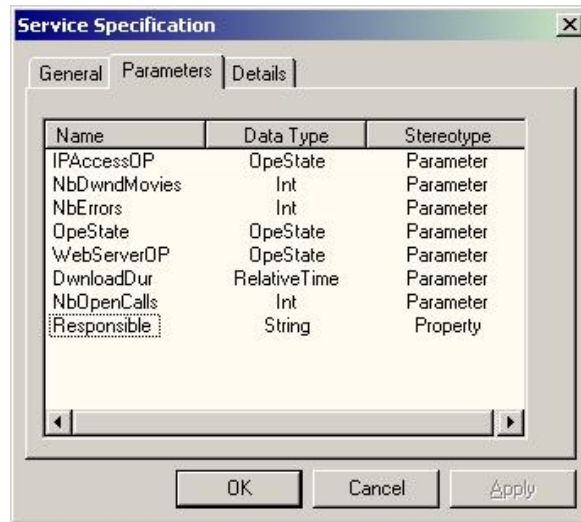 Service Specification
General Parameters Details
Name Data Type Stereotype
IPAccessOP OpeState Parameter
NbDwndMovies Int Parameter
NbErrors Int Parameter
OpeState OpeState Parameter
WebServerOP OpeState Parameter
DwnloadDur RelativeTime Parameter
NbOpenCalls Int Parameter
Responsible String Property
OK Cancel Apply